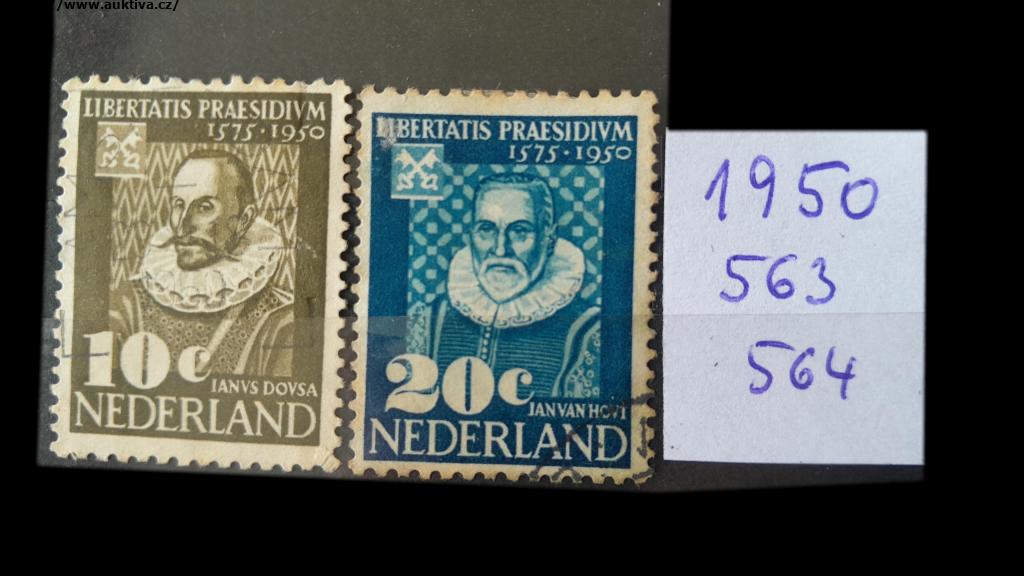 /www.auktiva.cz/
LIBERTATIS PRAESIDIVM
1575·1950
10c
IANVS DOVSA
NEDERLAND
LIBERTATIS PRAESIDIVM
1575·1950
20c
IAN VAN HOVT
NEDERLAND
1950
563
564